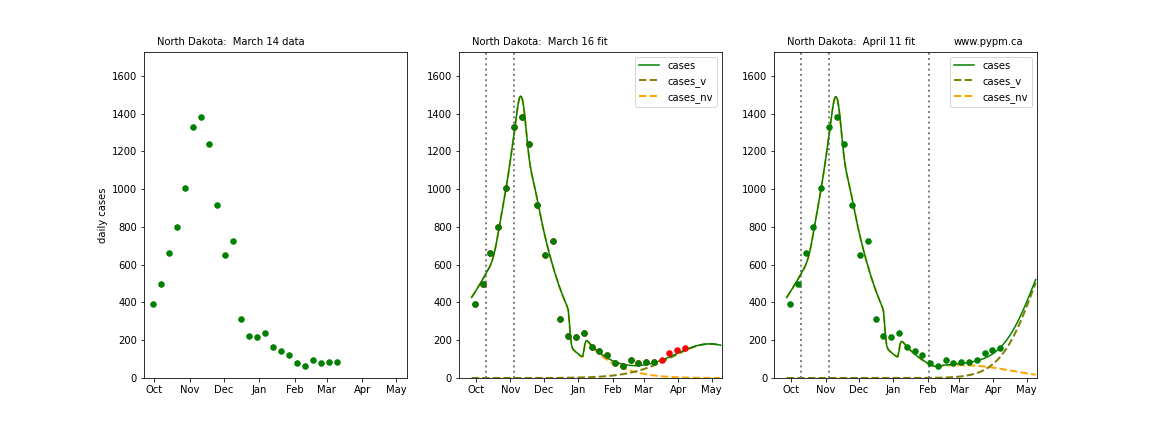 North Dakota:  March 14 data
daily cases
1600
1400
1200
1000
800
600
400
200
0
Oct Nov Dec Jan Feb Mar Apr May
North Dakota:  March 16 fit
cases
cases_v
cases_nv
1600
1400
1200
1000
800
600
400
200
0
Oct Nov Dec Jan Feb Mar Apr May
North Dakota:  April 11 fit www.pypm.ca
cases
cases_v
cases_nv
1600
1400
1200
1000
800
600
400
200
0
Oct Nov Dec Jan Feb Mar Apr May